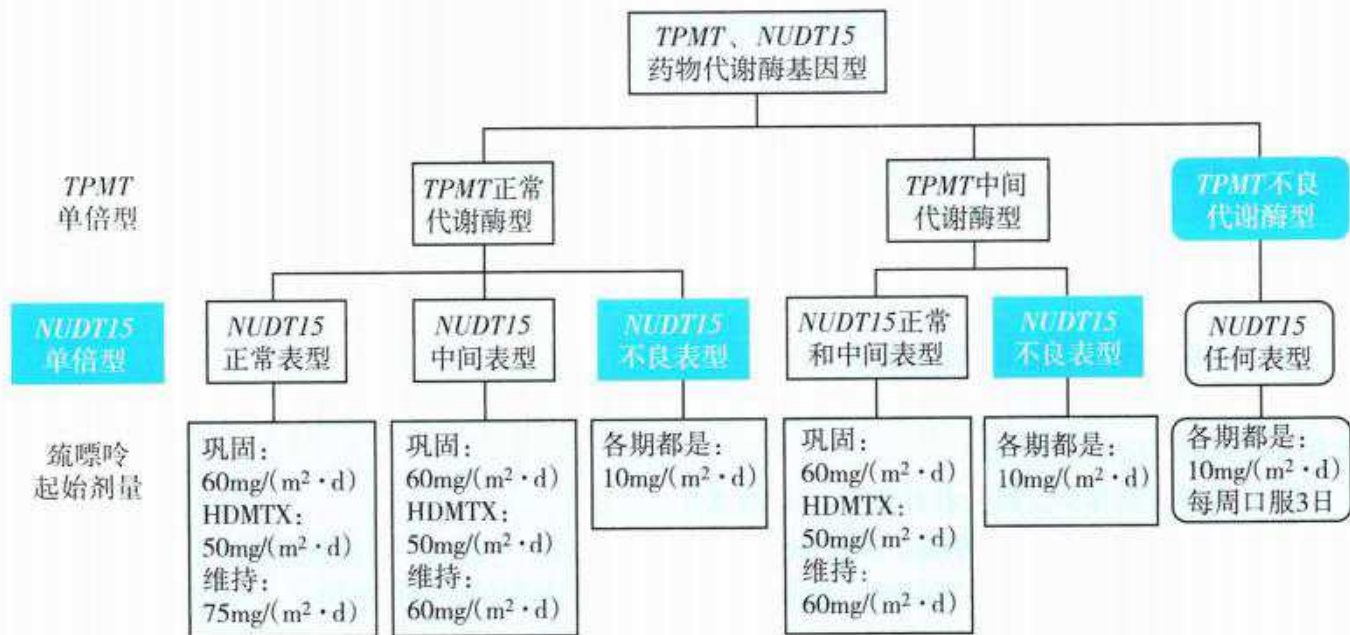 TPMT、NUDT15
药物代谢酶基因型
TPMT
单倍型
TPMT正常
代谢酶型
TPMT中间
代谢酶型
TPMT不良
代谢酶型
NUDT15
单倍型
NUDT15
正常表型
NUDT15
中间表型
NUDT15
不良表型
NUDT15正常
和中间表型
NUDT15
不良表型
NUDT15
任何表型
巯嘌呤
起始剂量
巩固：
60mg/(m²·d)
HDMTX：
50mg/(m²·d)
维持：
75mg/(m²·d)
巩固：
60mg/(m²·d)
HDMTX：
50mg/(m²·d)
维持：
60mg/(m²·d)
各期都是：
10mg/(m²·d)
巩固：
60mg/(m²·d)
HDMTX：
50mg/(m²·d)
维持：
60mg/(m²·d)
各期都是：
10mg/(m²·d)
各期都是：
10mg/(m²·d)
每周口服3日